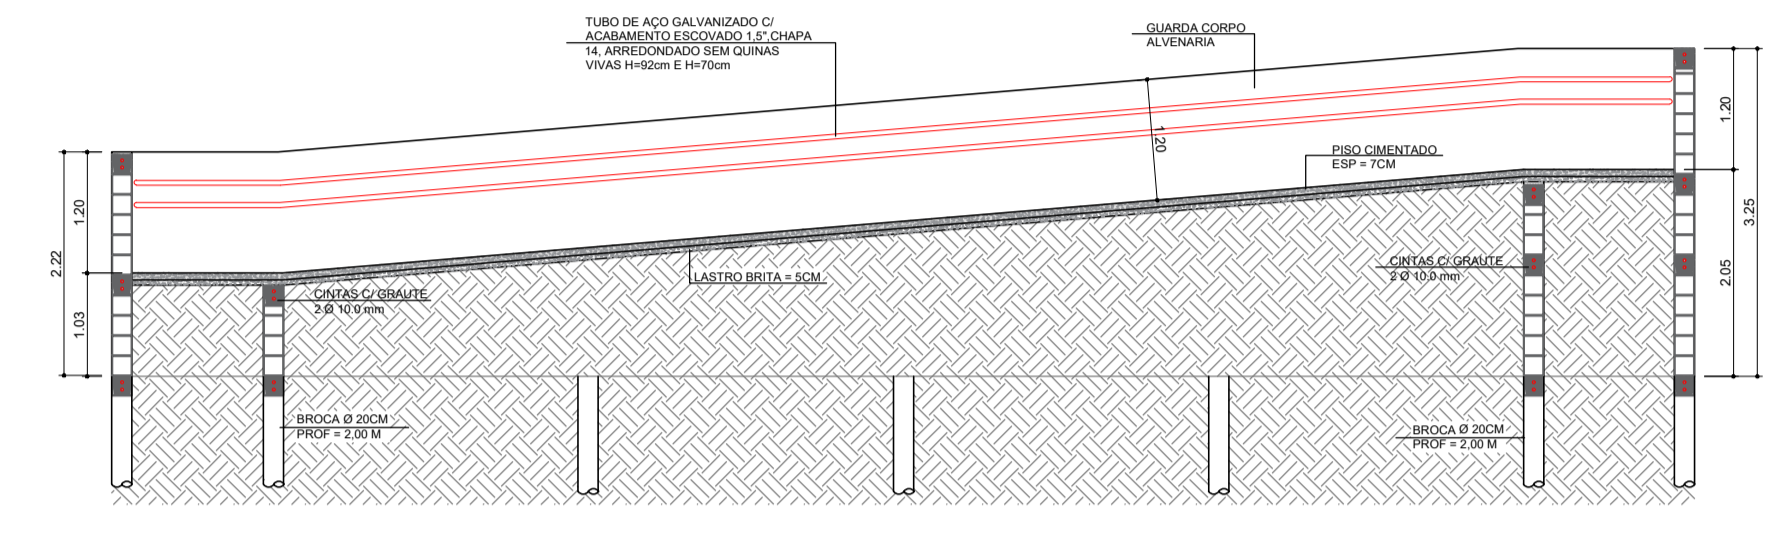 TUBO DE AÇO GALVANIZADO C/
ACABAMENTO ESCOVADO 1,5",CHAPA
14, ARREDONDADO SEM QUINAS
VIVAS H=92cm E H=70cm
GUARDA CORPO
ALVENARIA
1.20
1.20
PISO CIMENTADO
ESP = 7CM
1.20
2.22
3.25
LASTRO BRITA = 5CM
CINTAS C/ GRAUTE
2 Ø 10.0 mm
CINTAS C/ GRAUTE
2 Ø 10.0 mm
1.03
2.05
BROCA Ø 20CM
PROF = 2,00 M
BROCA Ø 20CM
PROF = 2,00 M